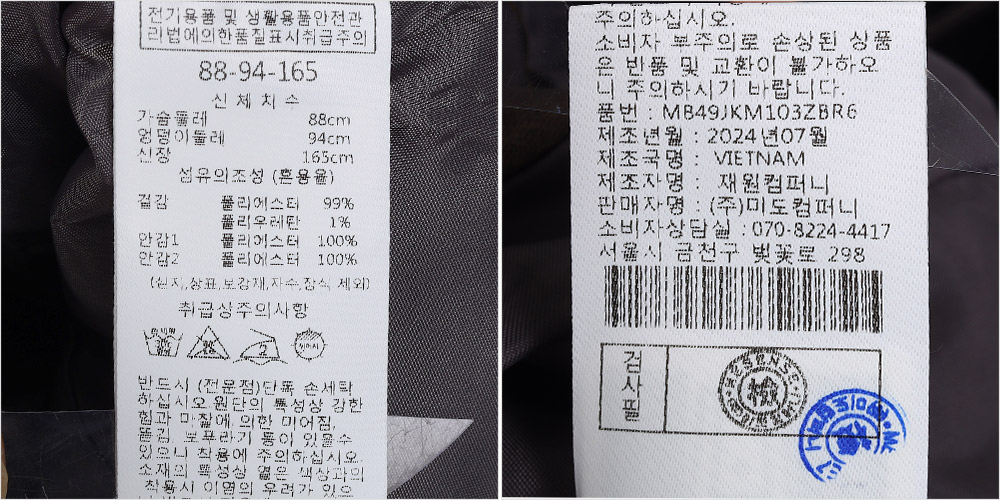 전기용품 및 생활용품안전관
리법에의한품질표시취급주의
88-94-165
신 체 치 수
가슴둘레 88cm
엉덩이둘레 94cm
신장 165cm
섬유의조성 (혼용율)
겉감 폴리에스터 99%
폴리우레탄 1%
안감1 폴리에스터 100%
안감2 폴리에스터 100%
(심지,상표,보강재,자수,장식 제외)
취급상주의사항
2
반드시 (전문점)단독 손세탁
하십시오.원단의 특성상 강한
힘과 마찰에 의한 미어짐,
뜯김, 보푸라기 등이 있을수
있으니 착용에 주의하십시오.
소재의 특성상 옅은 색상과의
착용시 이염의 우려가 있으
주의하십시오.
소비자 부주의로 손상된 상품
은 반품 및 교환이 불가하오
니 주의하시기 바랍니다.
품번 : MB49JKM103ZBR6
제조년월 : 2024년07월
제조국명 : VIETNAM
제조자명 : 재원컴퍼니
판매자명 : (주)미도컴퍼니
소비자상담실 : 070-8224-4417
서울시 금천구 벚꽃로 298
검사필